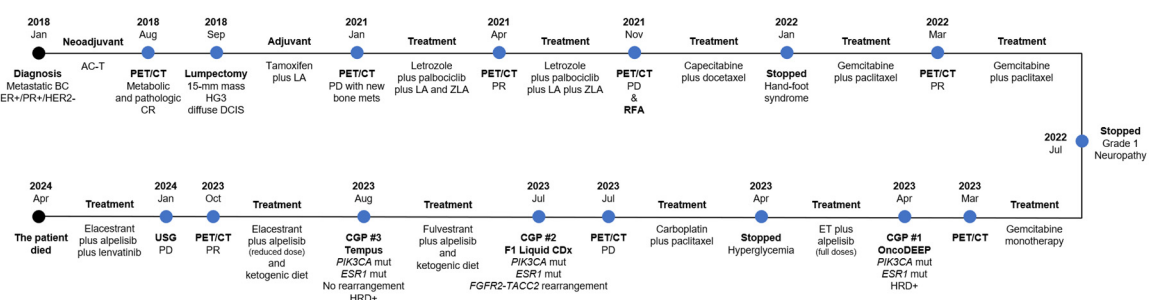 2018
Jan
Neoadjuvant
2018
Aug
2018
Sep
Adjuvant
2021
Jan
Treatment
2021
Apr
Treatment
2021
Nov
Treatment
2022
Jan
Treatment
2022
Mar
Treatment
Diagnosis
Metastatic BC
ER+/PR+/HER2-
AC-T
PET/CT
Metabolic
and pathologic
CR
Lumpectomy
15-mm mass
HG3
diffuse DCIS
Tamoxifen
plus LA
PET/CT
PD with new
bone mets
Letrozole
plus palbociclib
plus LA and ZLA
PET/CT
PR
Letrozole
plus palbociclib
plus LA plus ZLA
PET/CT
PD
&
RFA
Capecitabine
plus docetaxel
Stopped
Hand-foot
syndrome
Gemcitabine
plus paclitaxel
PET/CT
PR
Gemcitabine
plus paclitaxel
2022
Jul
Stopped
Grade 1
Neuropathy
2024
Apr
Treatment
2024
Jan
2023
Oct
Treatment
2023
Aug
Treatment
2023
Jul
2023
Jul
Treatment
2023
Apr
Treatment
2023
Apr
2023
Mar
Treatment
The patient
died
Elacestrant
plus alpelisib
plus lenvatinib
USG
PD
PET/CT
PR
Elacestrant
plus alpelisib
(reduced dose)
and
ketogenic diet
CGP #3
Tempus
PIK3CA mut
ESR1 mut
No rearrangement
HRD+
Fulvestrant
plus alpelisib
and
ketogenic diet
CGP #2
F1 Liquid CDx
PIK3CA mut
ESR1 mut
FGFR2-TACC2 rearrangement
PET/CT
PD
Carboplatin
plus paclitaxel
Stopped
Hyperglycemia
ET plus
alpelisib
(full doses)
CGP #1
OncoDEEP
PIK3CA mut
ESR1 mut
HRD+
PET/CT
Gemcitabine
monotherapy